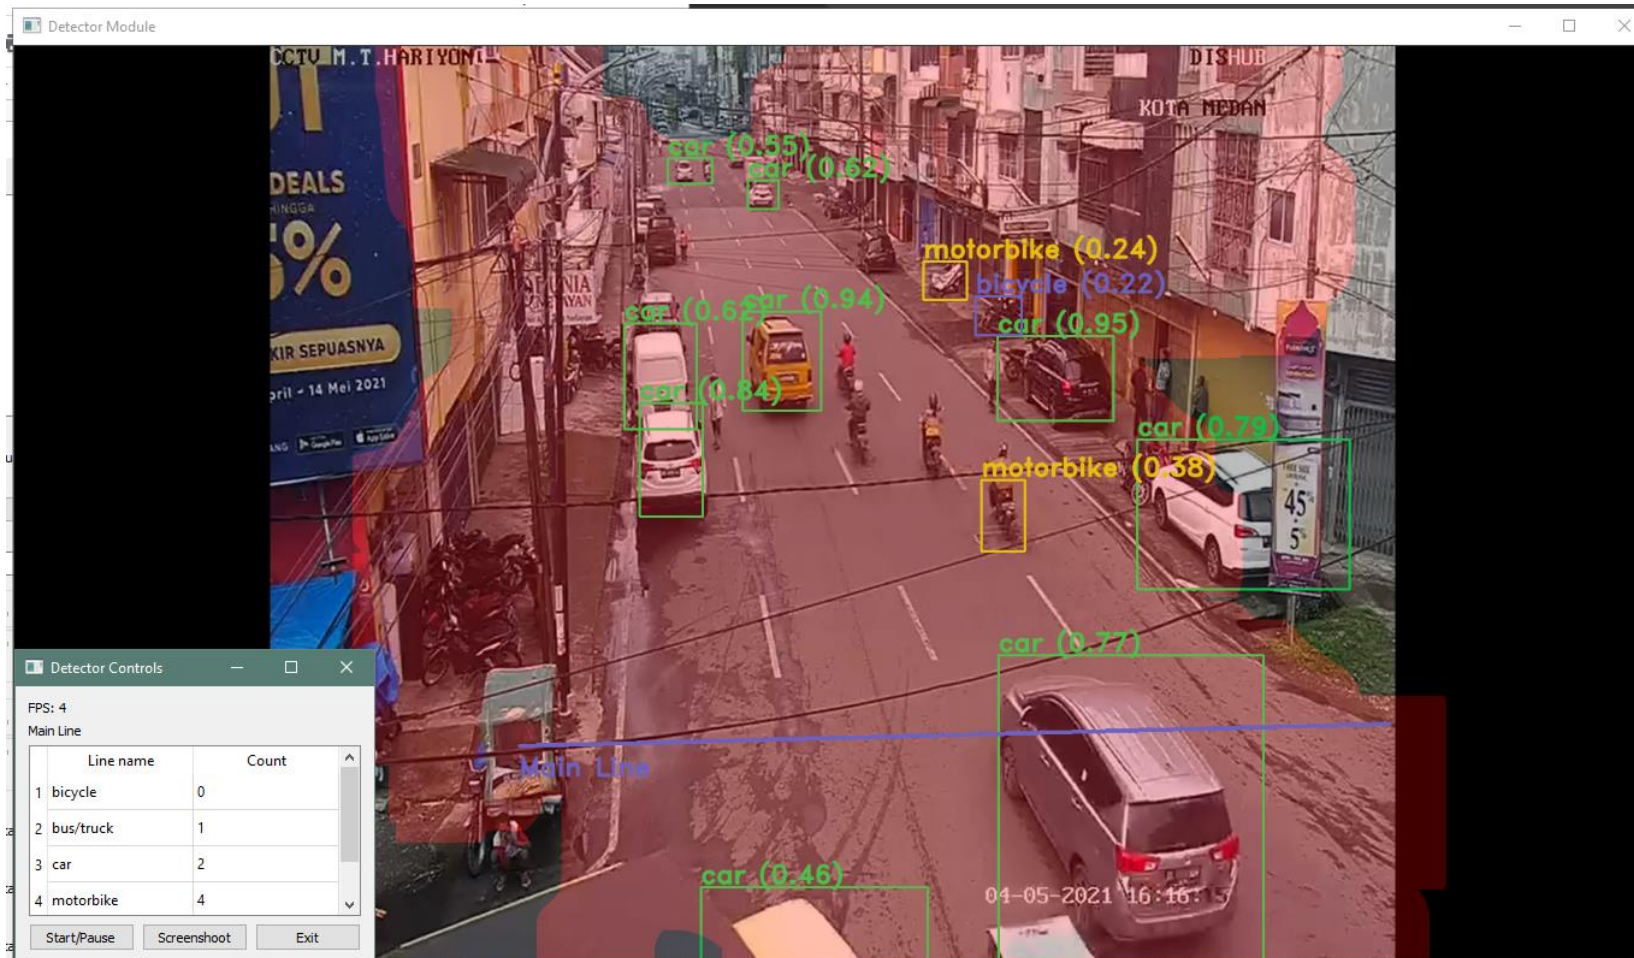 Detector Module
CCTV M.T.HARIYONO
DISHUB
KOTA MEDAN
car (0.55)
car (0.62)
DEALS
HINGGA
%
motorbike (0.24)
bicycle (0.22)
car (0.62)
car (0.94)
car (0.95)
KIR SEPUASNYA
pril - 14 Mei 2021
car (0.84)
car (0.79)
motorbike (0.38)
45%
5%
car (0.77)
Main Line
car (0.46)
04-05-2021 16:16:
Detector Controls
FPS: 4
Main Line
Line name Count
1 bicycle 0
2 bus/truck 1
3 car 2
4 motorbike 4
Start/Pause Screenshoot Exit